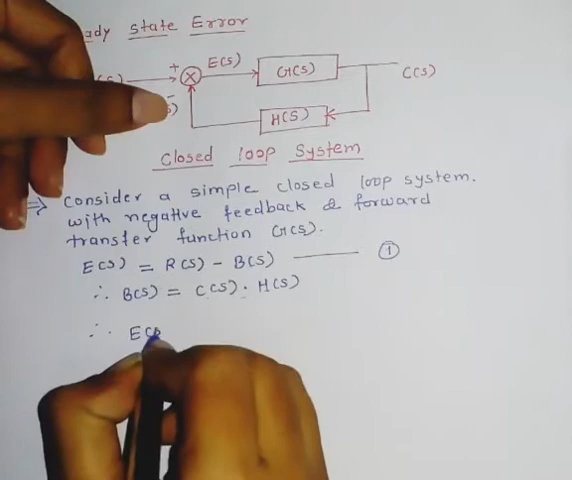 ady State Error
+ E(S)
(S) G(S) C(S)
-
S) H(S)
Closed loop System
⇒ Consider a simple closed loop system.
with negative feedback & forward
transfer function G(S).
E(S) = R(S) - B(S) ——— ①
∴ B(S) = C(S) · H(S)
∴ E(S